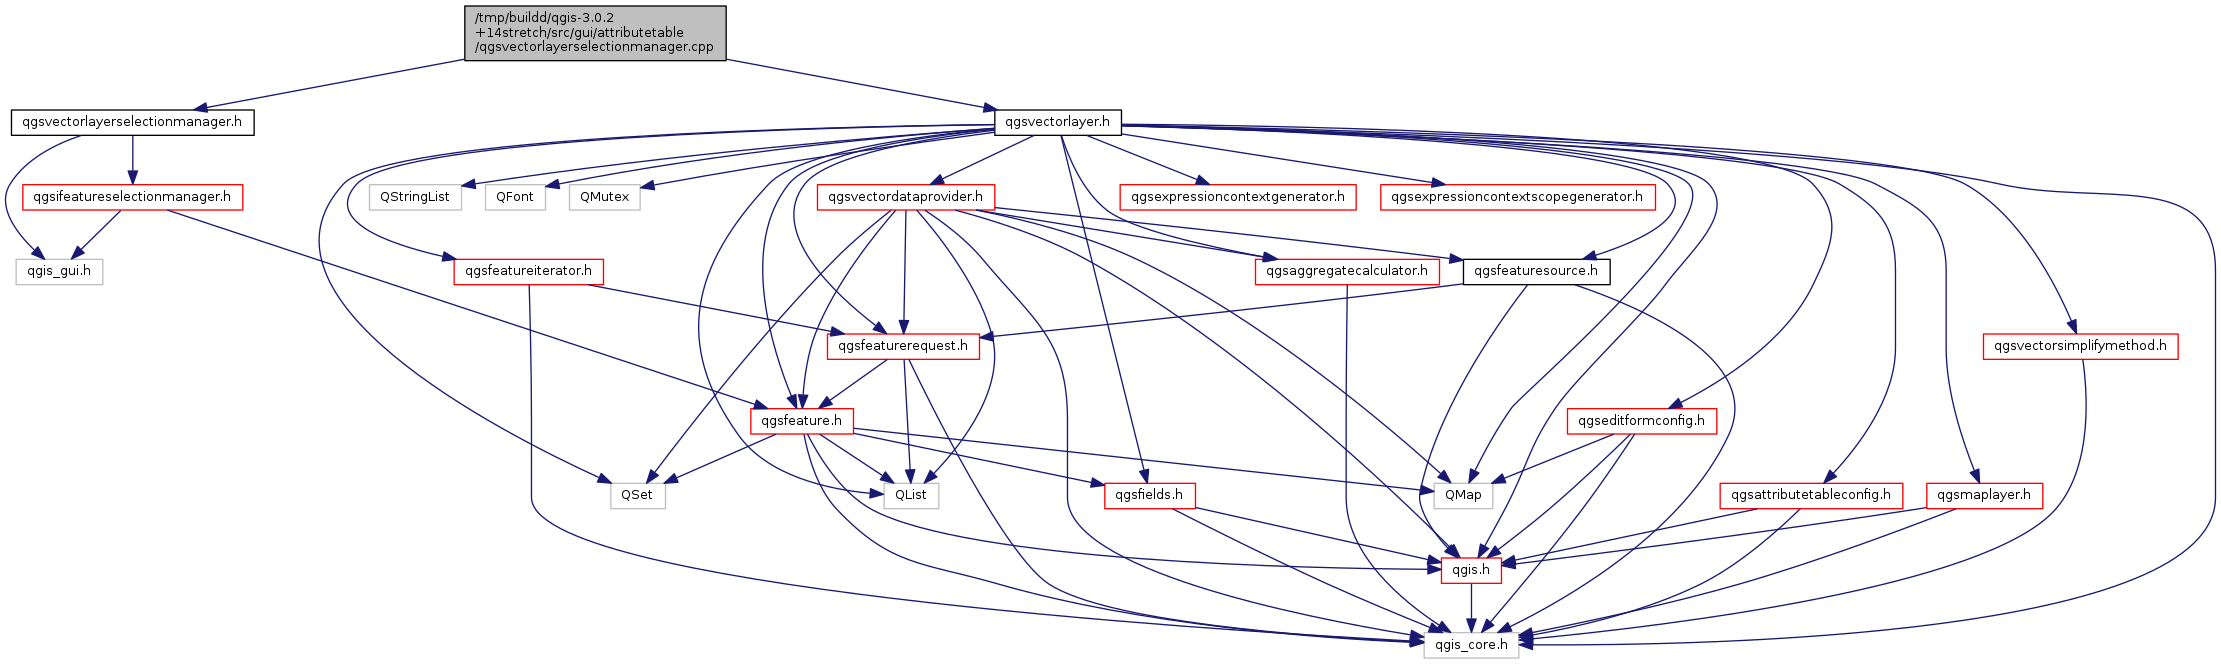 /tmp/buildd/qgis-3.0.2
+14stretch/src/gui/attributetable
/qgsvectorlayerselectionmanager.cpp
qgsvectorlayerselectionmanager.h
qgsvectorlayer.h
qgsifeatureselectionmanager.h
QStringList
QFont
QMutex
qgsvectordataprovider.h
qgsexpressioncontextgenerator.h
qgsexpressioncontextscopegenerator.h
qgis_gui.h
qgsfeatureiterator.h
qgsaggregatecalculator.h
qgsfeaturesource.h
qgsfeaturerequest.h
qgsvectorsimplifymethod.h
qgsfeature.h
qgseditformconfig.h
QSet
QList
qgsfields.h
QMap
qgsattributetableconfig.h
qgsmaplayer.h
qgis.h
qgis_core.h